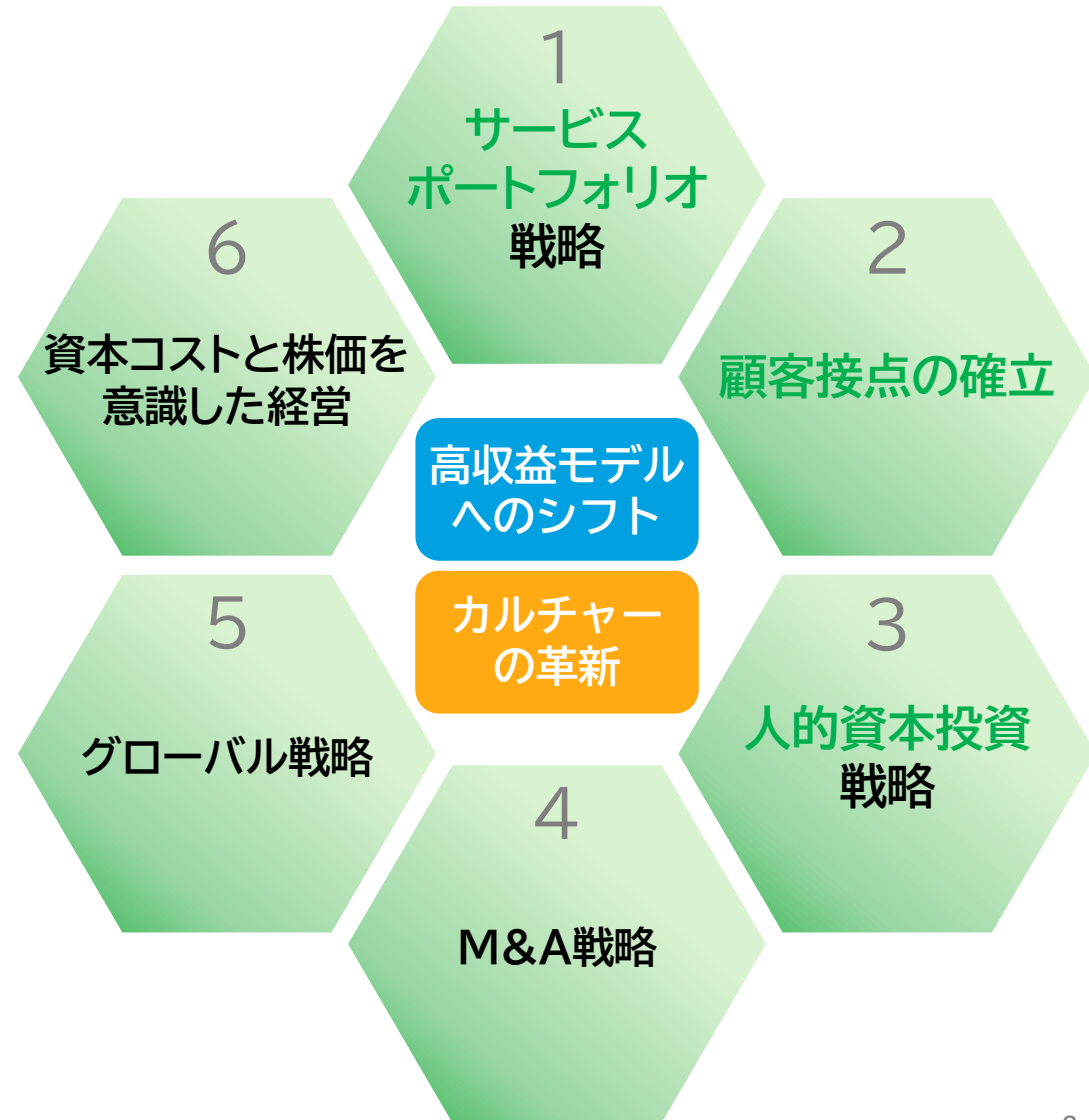 1
サービス
ポートフォリオ
戦略
2
顧客接点の確立
3
人的資本投資
戦略
4
M&A戦略
5
グローバル戦略
6
資本コストと株価を
意識した経営
高収益モデル
へのシフト
カルチャー
の革新